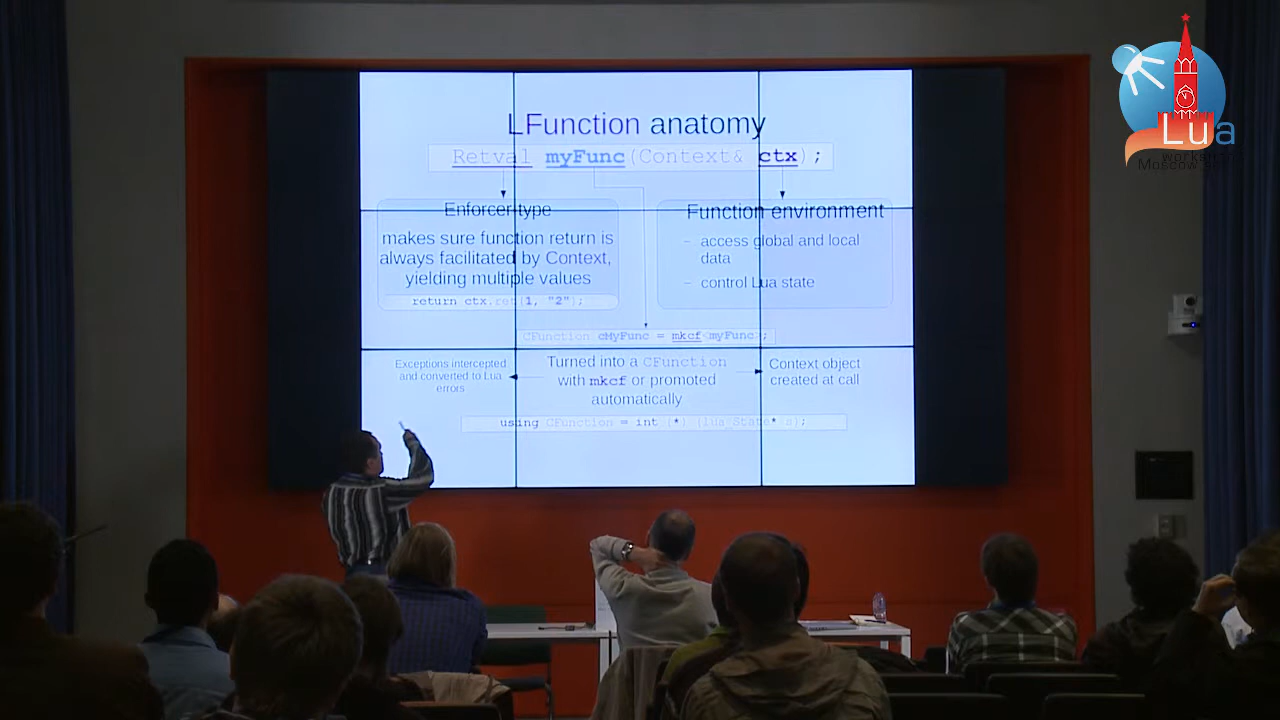 LFunction anatomy
Retval myFunc(Context& ctx);
Enforcer type
makes sure function return is
always facilitated by Context,
yielding multiple values
return ctx.ret(1, "2");
Function environment
– access global and local
data
– control Lua state
CFunction cMyFunc = mkcf<myFunc>;
Exceptions intercepted
and converted to Lua
errors
Turned into a CFunction
with mkcf or promoted
automatically
Context object
created at call
using CFunction = int (*) (lua_State* s);
Lua
Moscow